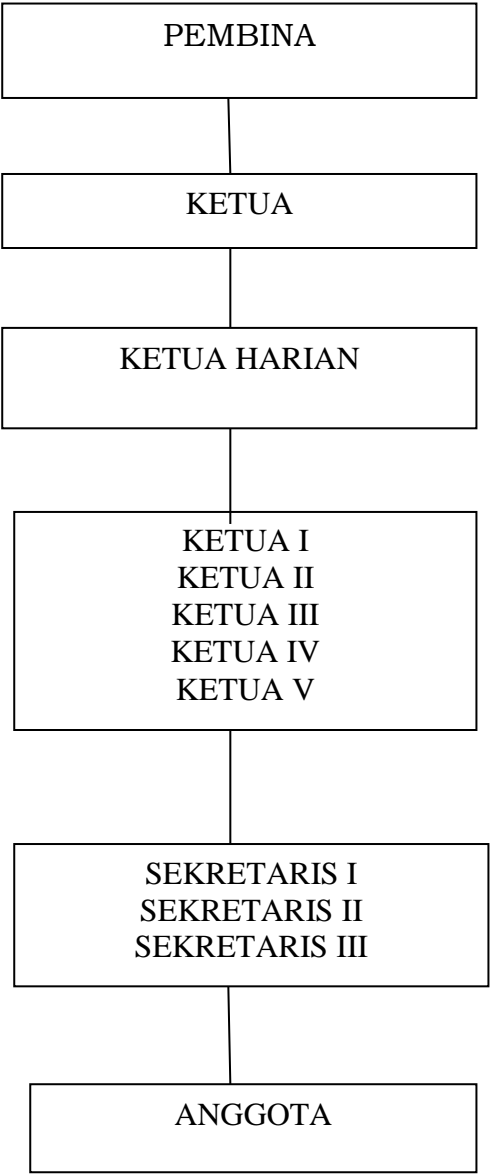 PEMBINA
KETUA
KETUA HARIAN
KETUA I
KETUA II
KETUA III
KETUA IV
KETUA V
SEKRETARIS I
SEKRETARIS II
SEKRETARIS III
ANGGOTA